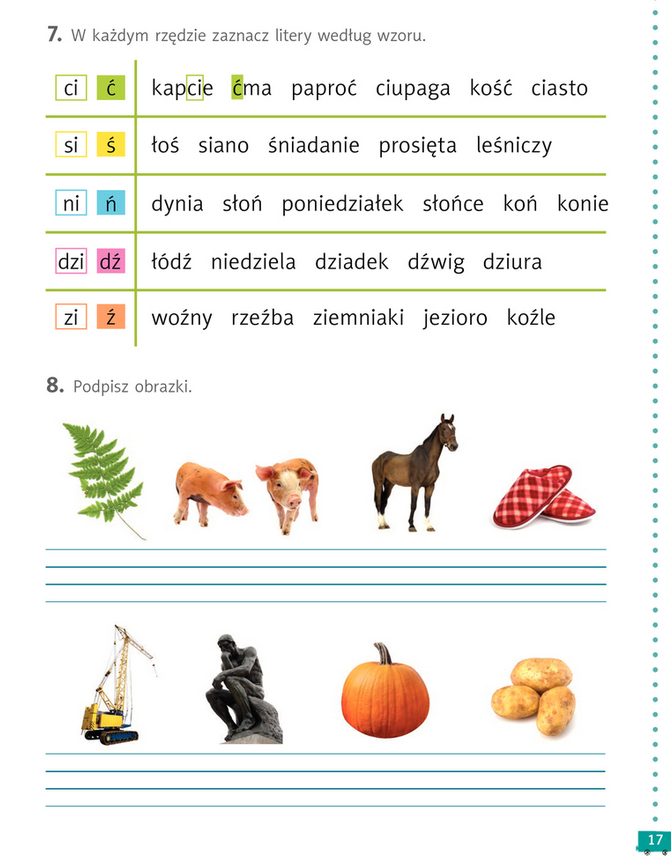 7. W każdym rzędzie zaznacz litery według wzoru.
ci ć kapcie ćma paproć ciupaga kość ciasto
si ś łoś siano śniadanie prosięta leśniczy
ni ń dynia słoń poniedziałek słońce koń konie
dzi dź łódź niedziela dziadek dźwig dziura
zi ź woźny rzeźba ziemniaki jezioro koźle
8. Podpisz obrazki.
17